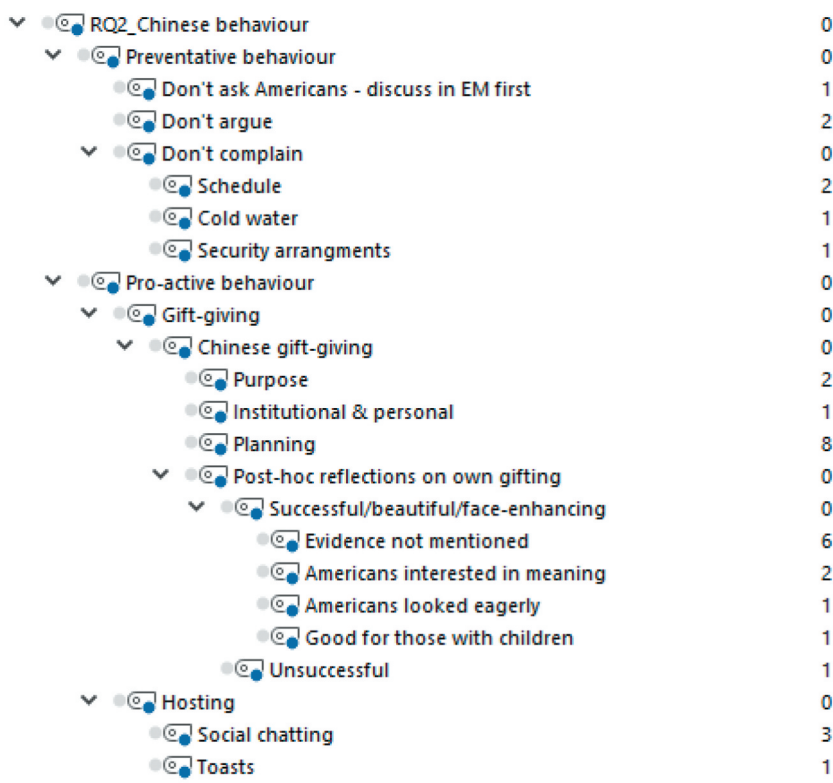 RQ2_Chinese behaviour 0
Preventative behaviour 0
Don't ask Americans - discuss in EM first 1
Don't argue 2
Don't complain 0
Schedule 2
Cold water 1
Security arrangments 1
Pro-active behaviour 0
Gift-giving 0
Chinese gift-giving 0
Purpose 2
Institutional & personal 1
Planning 8
Post-hoc reflections on own gifting 0
Successful/beautiful/face-enhancing 0
Evidence not mentioned 6
Americans interested in meaning 2
Americans looked eagerly 1
Good for those with children 1
Unsuccessful 1
Hosting 0
Social chatting 3
Toasts 1